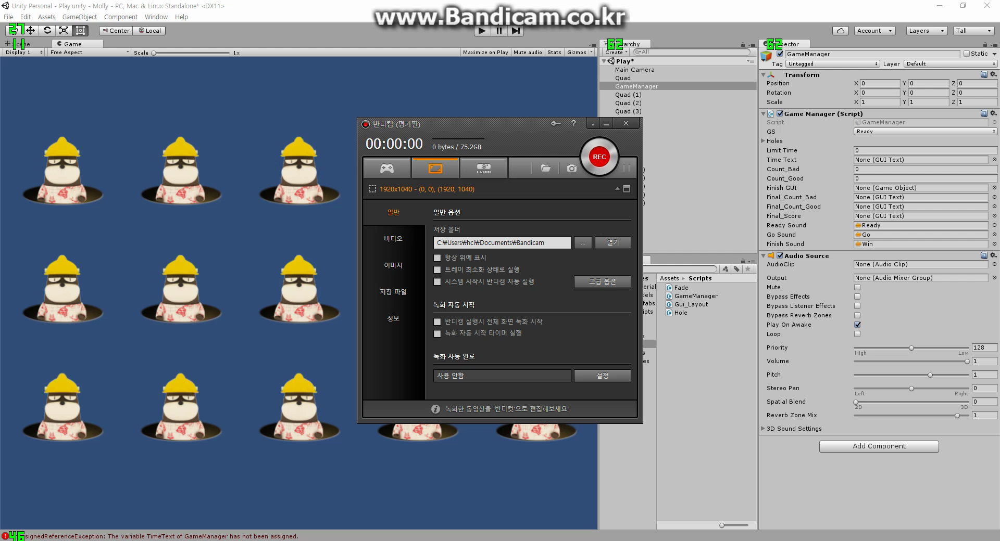 Unity Personal - Play.unity - Molly - PC, Mac & Linux Standalone* <DX11>
www.Bandicam.co.kr
File Edit Assets GameObject Component Window Help
27
Center Local
Account Layers Tall
11
Game
62
62
Display 1 Free Aspect Scale 1x Maximize on Play Mute audio Stats Gizmos
Create All
Play*
Main Camera
Quad
GameManager
Quad (1)
Quad (2)
Quad (3)
GameManager Static
Tag Untagged Layer Default
Transform
Position X 0 Y 0 Z 0
Rotation X 0 Y 0 Z 0
Scale X 1 Y 1 Z 1
Game Manager (Script)
Script GameManager
GS Ready
Holes
Limit Time 0
Time Text None (GUI Text)
Count_Bad 0
Count_Good 0
Finish GUI None (Game Object)
Final_Count_Bad None (GUI Text)
Final_Count_Good None (GUI Text)
Final_Score None (GUI Text)
Ready Sound Ready
Go Sound Go
Finish Sound Win
Audio Source
AudioClip None (Audio Clip)
Output None (Audio Mixer Group)
Mute
Bypass Effects
Bypass Listener Effects
Bypass Reverb Zones
Play On Awake
Loop
Priority 128
High Low
Volume 1
Pitch 1
Stereo Pan 0
Left Right
Spatial Blend 0
2D 3D
Reverb Zone Mix 1
3D Sound Settings
Add Component
반디캠 (평가판)
?
00:00:00
0 bytes / 75.2GB
REC
HDMI
1920x1040 - (0, 0), (1920, 1040)
일반
비디오
이미지
저장 파일
정보
일반 옵션
저장 폴더
C:₩Users₩hci₩Documents₩Bandicam ... 열기
항상 위에 표시
트레이 최소화 상태로 실행
시스템 시작시 반디캠 자동 실행 고급 옵션
녹화 자동 시작
반디캠 실행시 전체 화면 녹화 시작
녹화 자동 시작 타이머 실행
녹화 자동 완료
사용 안함 설정
녹화한 동영상을 '반디컷'으로 편집해보세요!
Assets Scripts
Fade
GameManager
Gui_Layout
Hole
46
signedReferenceException: The variable TimeText of GameManager has not been assigned.